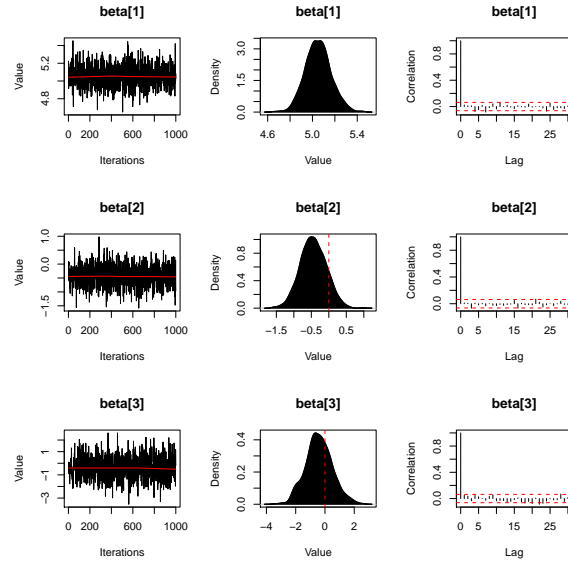 beta[1]
beta[1]
beta[1]
Value
4.8
5.2
0
200
600
1000
Iterations
Density
0.0
1.0
3.0
4.6
5.0
5.4
Value
Correlation
0.0
0.4
0.8
0
5
15
25
Lag
beta[2]
beta[2]
beta[2]
Value
−1.5
0.0
1.0
0
200
600
1000
Iterations
Density
0.0
0.4
0.8
−1.5
−0.5
0.5
Value
Correlation
0.0
0.4
0.8
0
5
15
25
Lag
beta[3]
beta[3]
beta[3]
Value
−3
−1
1
0
200
600
1000
Iterations
Density
0.0
0.2
0.4
−4
−2
0
2
Value
Correlation
0.0
0.4
0.8
0
5
15
25
Lag